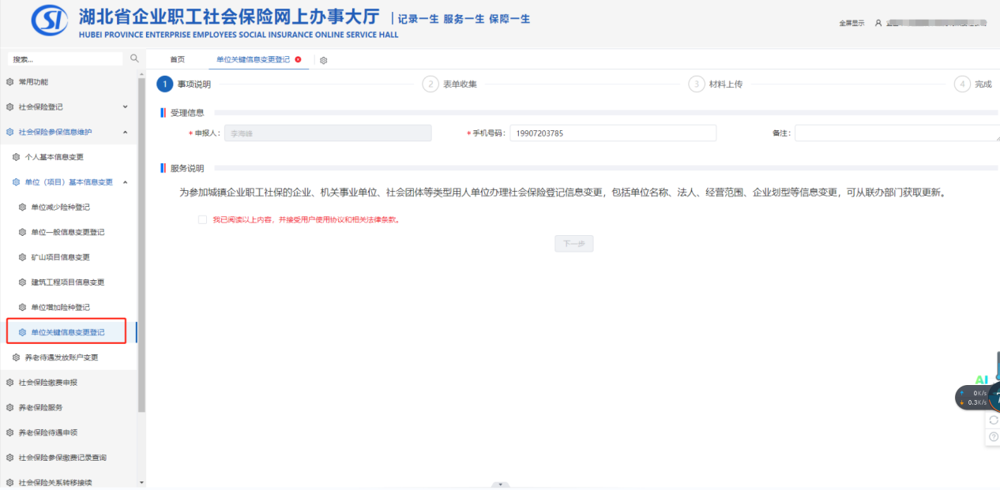 湖北省企业职工社会保险网上办事大厅 记录一生 服务一生 保障一生
HUBEI PROVINCE ENTERPRISE EMPLOYEES SOCIAL INSURANCE ONLINE SERVICE HALL
全屏显示
搜索...
首页 单位关键信息变更登记
常用功能
社会保险登记
社会保险参保信息维护
个人基本信息变更
单位（项目）基本信息变更
单位减少险种登记
单位一般信息变更登记
矿山项目信息变更
建筑工程项目信息变更
单位增加险种登记
单位关键信息变更登记
养老待遇发放账户变更
社会保险缴费申报
养老保险服务
养老保险待遇申领
社会保险参保缴费记录查询
社会保险关系转移接续
1 事项说明 2 表单收集 3 材料上传 4 完成
受理信息
*申报人: 李海峰 *手机号码: 19907203785 备注:
服务说明
为参加城镇企业职工社保的企业、机关事业单位、社会团体等类型用人单位办理社会保险登记信息变更，包括单位名称、法人、经营范围、企业划型等信息变更，可从联办部门获取更新。
我已阅读以上内容，并接受用户使用协议和相关法律条款。
下一步
AI
0K/s
0.3K/s